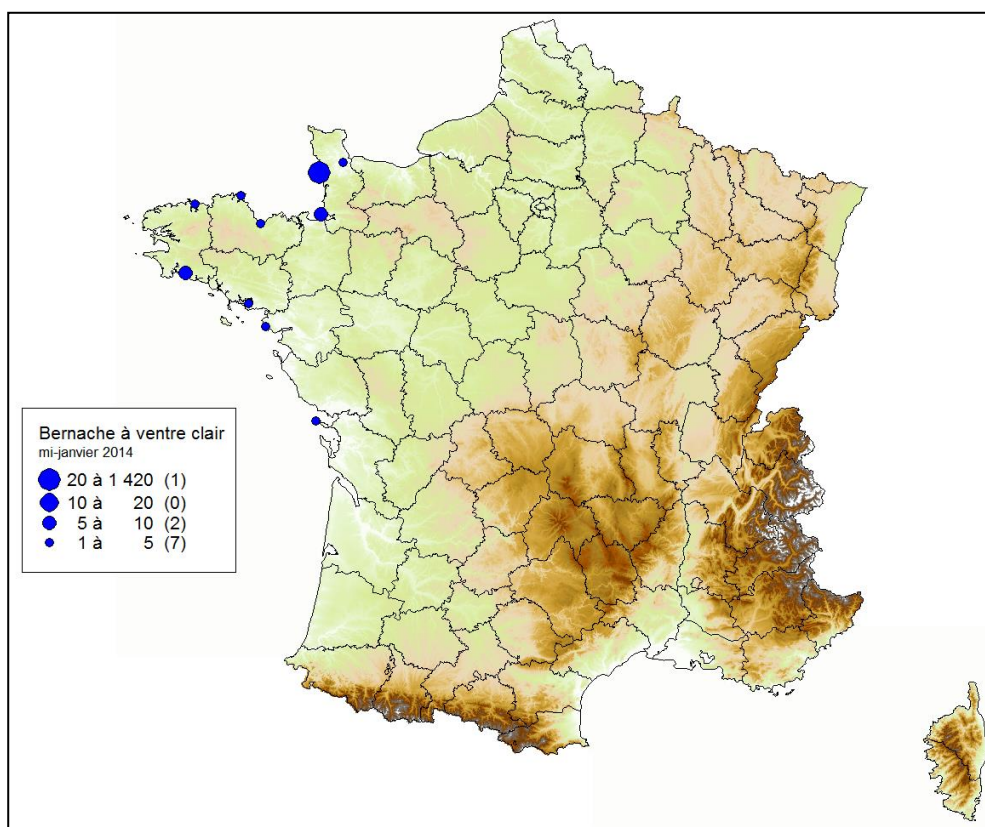 Bernache à ventre clair
mi-janvier 2014
20 à 1 420 (1)
10 à 20 (0)
5 à 10 (2)
1 à 5 (7)